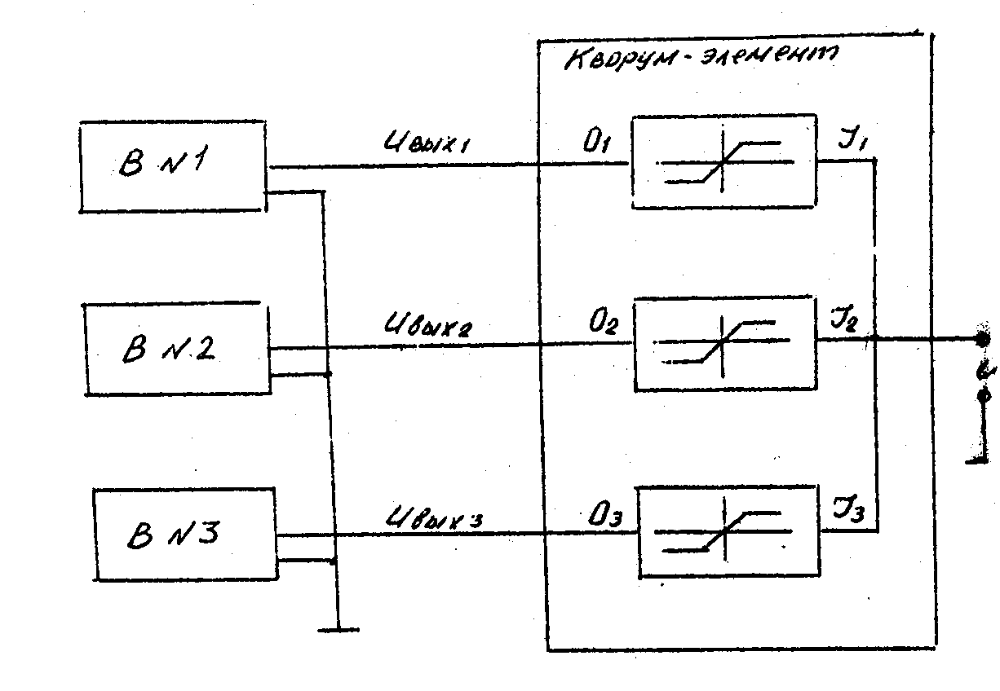 Кворум-элемент
В N1
Uвых1
O1
J1
В N2
Uвых2
O2
J2
В N3
Uвых3
O3
J3